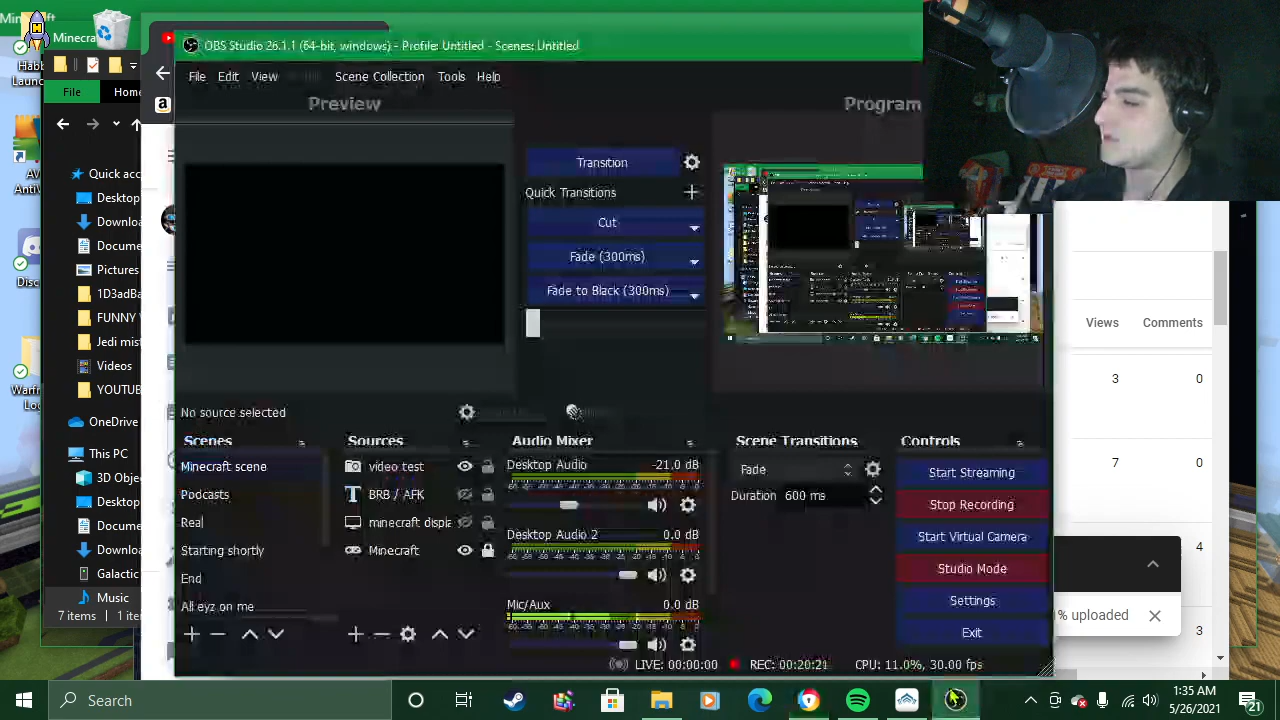 Minecra
OBS Studio 26.1.1 (64-bit, windows) - Profile: Untitled - Scenes: Untitled
File Edit View Scene Collection Tools Help
File Home
Preview
Program
Transition
Quick Transitions
Cut
Fade (300ms)
Fade to Black (300ms)
Quick acc
Desktop
Downloa
Docume
Pictures
1D3adBa
FUNNY
Jedi mist
Videos
YOUTUB
OneDrive
This PC
3D Objec
Desktop
Docume
Downloa
Galactic
Music
7 items
Views Comments
3 0
7 0
4
3
No source selected
Scenes Sources Audio Mixer Scene Transitions Controls
Minecraft scene
Podcasts
Real
Starting shortly
End
All eyz on me
video test
BRB / AFK
minecraft displa
Minecraft
Desktop Audio -21.0 dB
Desktop Audio 2 0.0 dB
Mic/Aux 0.0 dB
Fade
Duration 600 ms
Start Streaming
Stop Recording
Start Virtual Camera
Studio Mode
Settings
Exit
% uploaded
LIVE: 00:00:00 REC: 00:20:21 CPU: 11.0%, 30.00 fps
Search
1:35 AM
5/26/2021
21